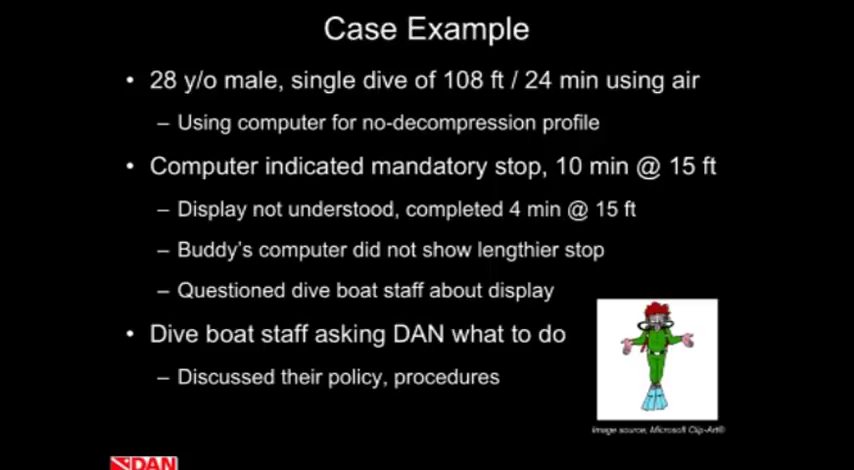 Case Example
• 28 y/o male, single dive of 108 ft / 24 min using air
– Using computer for no-decompression profile
• Computer indicated mandatory stop, 10 min @ 15 ft
– Display not understood, completed 4 min @ 15 ft
– Buddy's computer did not show lengthier stop
– Questioned dive boat staff about display
• Dive boat staff asking DAN what to do
– Discussed their policy, procedures
Image source, Microsoft Clip-Art®
DAN